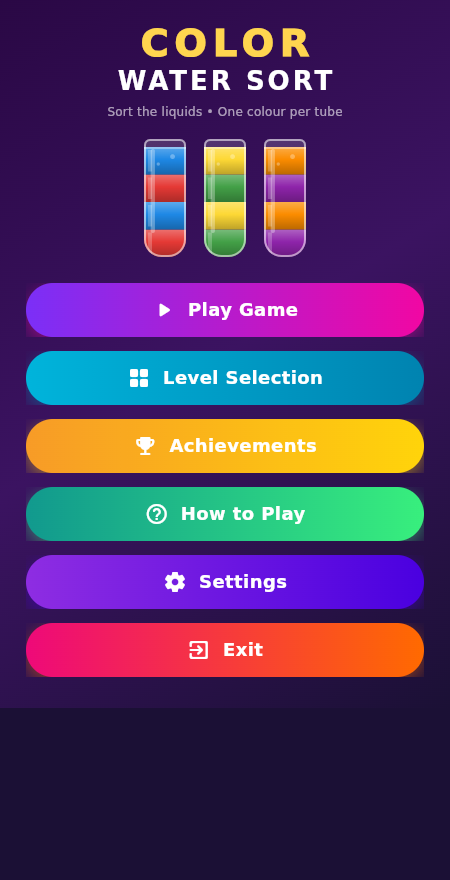 COLOR
WATER SORT
Sort the liquids • One colour per tube
Play Game
Level Selection
Achievements
How to Play
Settings
Exit